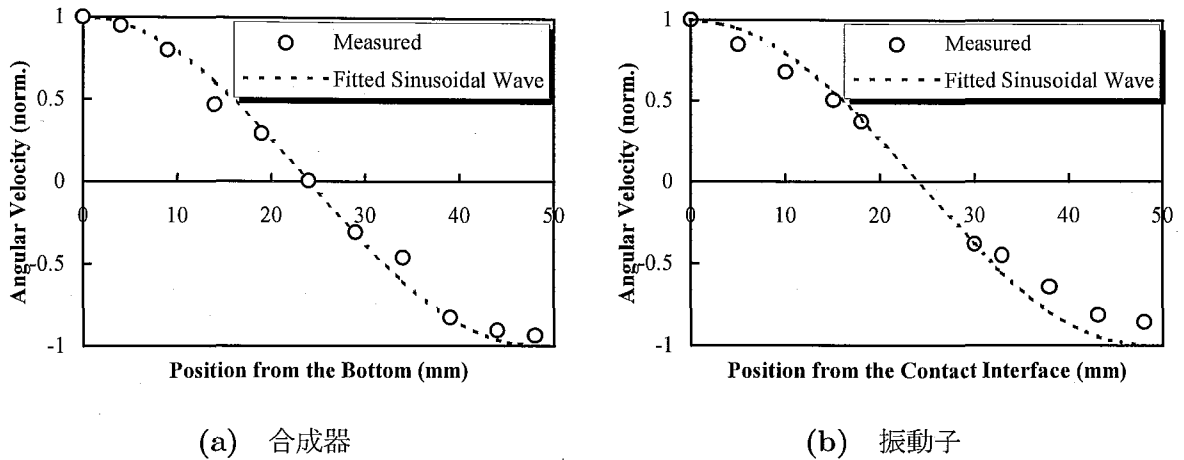 1
0.5
0
-0.5
-1
0
10
20
30
40
50
Angular Velocity (norm.)
Measured
Fitted Sinusoidal Wave
Position from the Bottom (mm)
(a) 合成器
1
0.5
0
-0.5
-1
0
10
20
30
40
50
Angular Velocity (norm.)
Measured
Fitted Sinusoidal Wave
Position from the Contact Interface (mm)
(b) 振動子